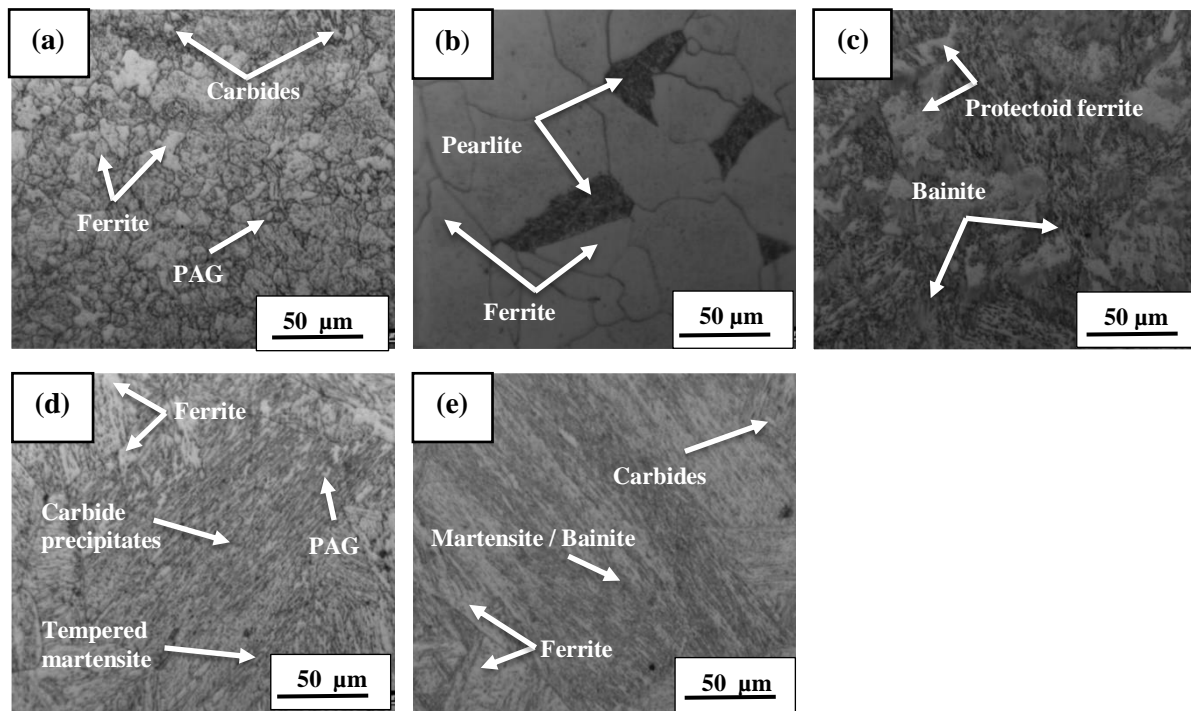 (a)
Carbides
Ferrite
PAG
50 µm
(b)
Pearlite
Ferrite
50 µm
(c)
Protectoid ferrite
Bainite
50 µm
(d)
Ferrite
Carbide
precipitates
PAG
Tempered
martensite
50 µm
(e)
Carbides
Martensite / Bainite
Ferrite
50 µm